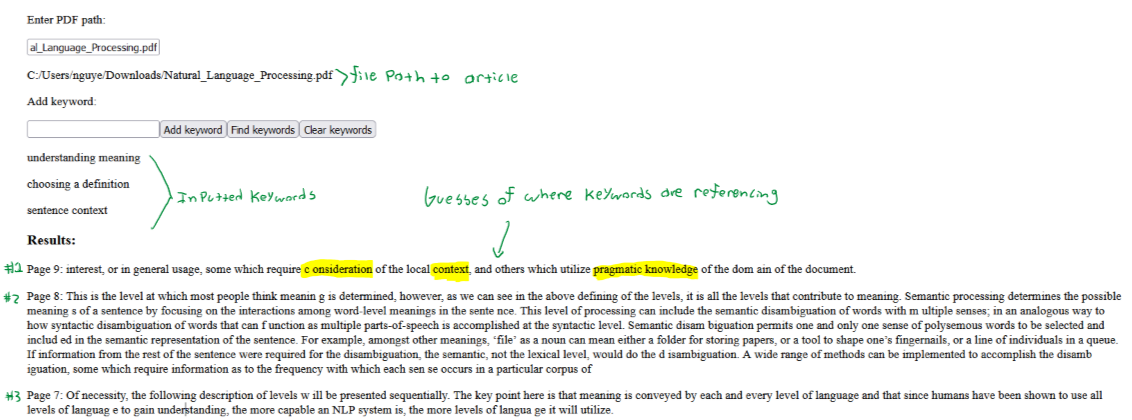 Enter PDF path:
al_Language_Processing.pdf
C:/Users/nguye/Downloads/Natural_Language_Processing.pdf file Path to article
Add keyword:
Add keyword Find keywords Clear keywords
understanding meaning
choosing a definition
sentence context
InPutted Keywords
Guesses of where Keywords are referencing
Results:
#1 Page 9: interest, or in general usage, some which require c onsideration of the local context, and others which utilize pragmatic knowledge of the dom ain of the document.
#2 Page 8: This is the level at which most people think meanin g is determined, however, as we can see in the above defining of the levels, it is all the levels that contribute to meaning. Semantic processing determines the possible
meaning s of a sentence by focusing on the interactions among word-level meanings in the sente nce. This level of processing can include the semantic disambiguation of words with m ultiple senses; in an analogous way to
how syntactic disambiguation of words that can f unction as multiple parts-of-speech is accomplished at the syntactic level. Semantic disam biguation permits one and only one sense of polysemous words to be selected and
includ ed in the semantic representation of the sentence. For example, amongst other meanings, ‘file’ as a noun can mean either a folder for storing papers, or a tool to shape one’s fingernails, or a line of individuals in a queue.
If information from the rest of the sentence were required for the disambiguation, the semantic, not the lexical level, would do the d isambiguation. A wide range of methods can be implemented to accomplish the disamb
iguation, some which require information as to the frequency with which each sen se occurs in a particular corpus of
#3 Page 7: Of necessity, the following description of levels w ill be presented sequentially. The key point here is that meaning is conveyed by each and every level of language and that since humans have been shown to use all
levels of languag e to gain understanding, the more capable an NLP system is, the more levels of langua ge it will utilize.